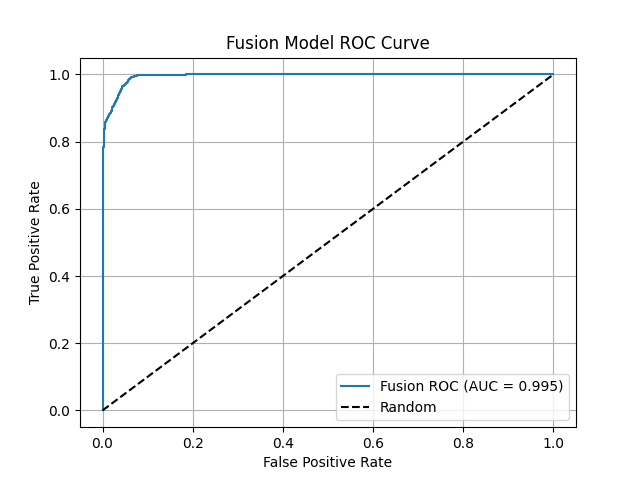 Fusion Model ROC Curve
True Positive Rate
1.0
0.8
0.6
0.4
0.2
0.0
Fusion ROC (AUC = 0.995)
Random
0.0 0.2 0.4 0.6 0.8 1.0
False Positive Rate